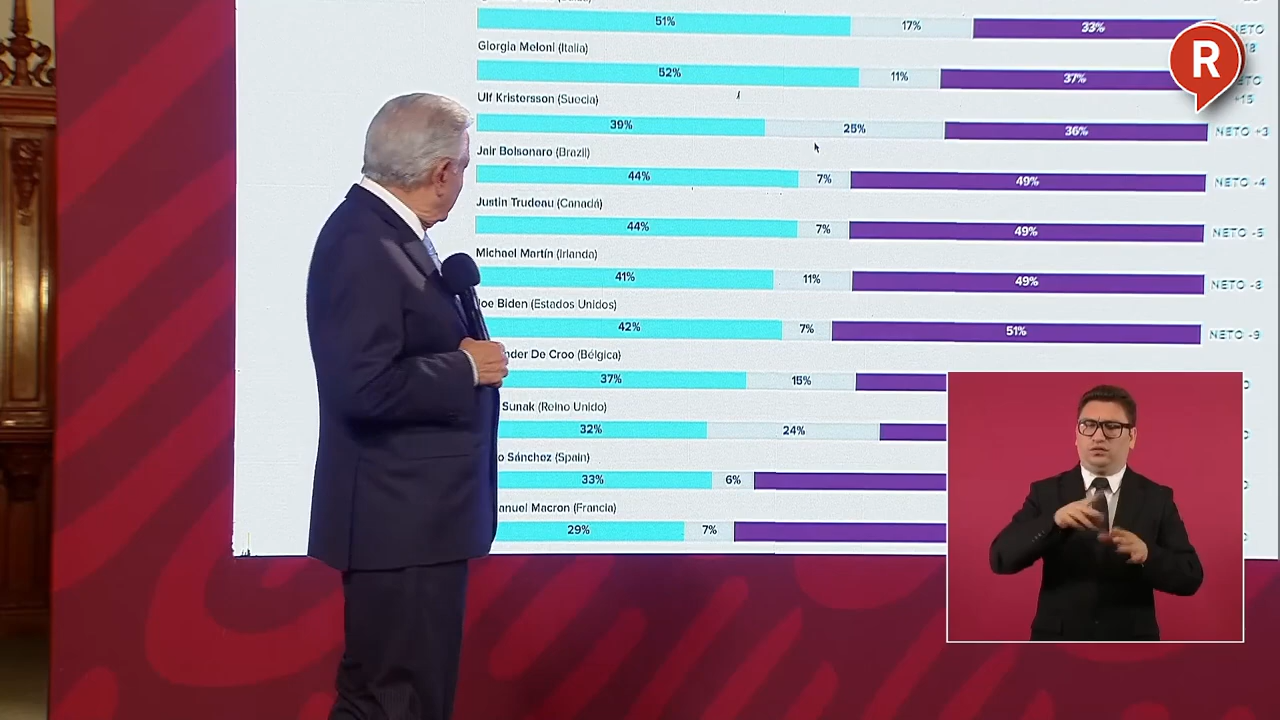 51% 17% 33% NETO
Giorgia Meloni (Italia)
52% 11% 37%
+15
Ulf Kristersson (Suecia)
39% 25% 36% NETO +3
Jair Bolsonaro (Brazil)
44% 7% 49% NETO -4
Justin Trudeau (Canadá)
44% 7% 49% NETO -5
Michael Martín (Irlanda)
41% 11% 49% NETO -8
Joe Biden (Estados Unidos)
42% 7% 51% NETO -9
nder De Croo (Bélgica)
37% 15%
Sunak (Reino Unido)
32% 24%
o Sánchez (Spain)
33% 6%
anuel Macron (Francia)
29% 7%
R